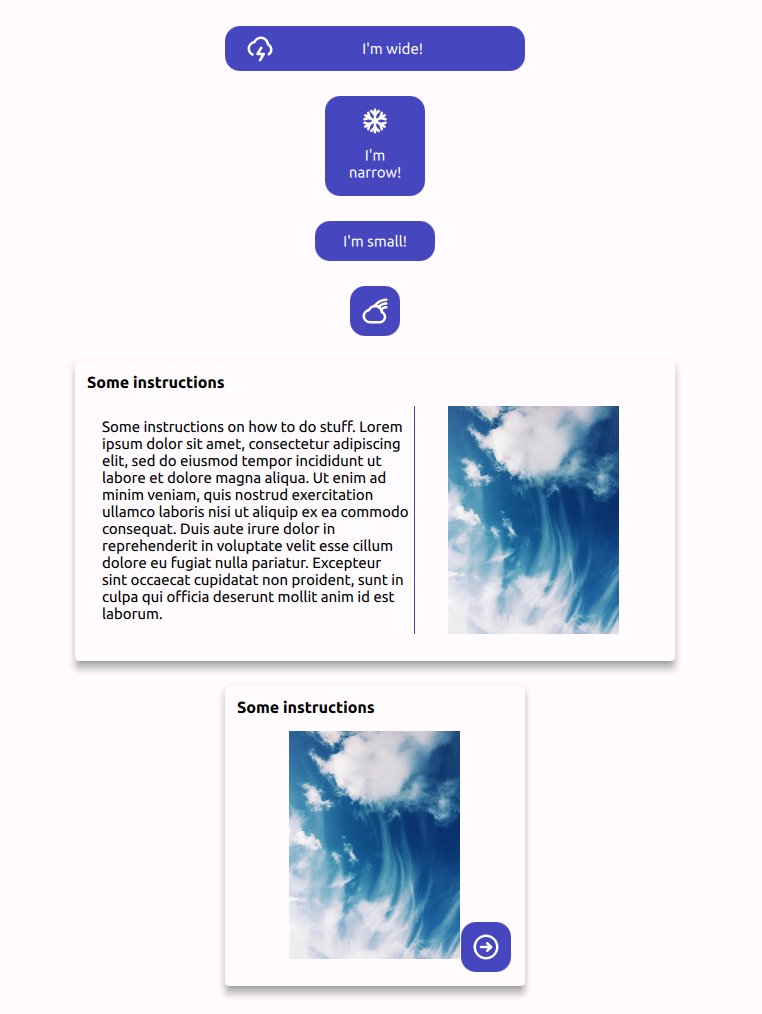 I'm wide!
I'm
narrow!
I'm small!
Some instructions
Some instructions on how to do stuff. Lorem
ipsum dolor sit amet, consectetur adipiscing
elit, sed do eiusmod tempor incididunt ut
labore et dolore magna aliqua. Ut enim ad
minim veniam, quis nostrud exercitation
ullamco laboris nisi ut aliquip ex ea commodo
consequat. Duis aute irure dolor in
reprehenderit in voluptate velit esse cillum
dolore eu fugiat nulla pariatur. Excepteur
sint occaecat cupidatat non proident, sunt in
culpa qui officia deserunt mollit anim id est
laborum.
Some instructions